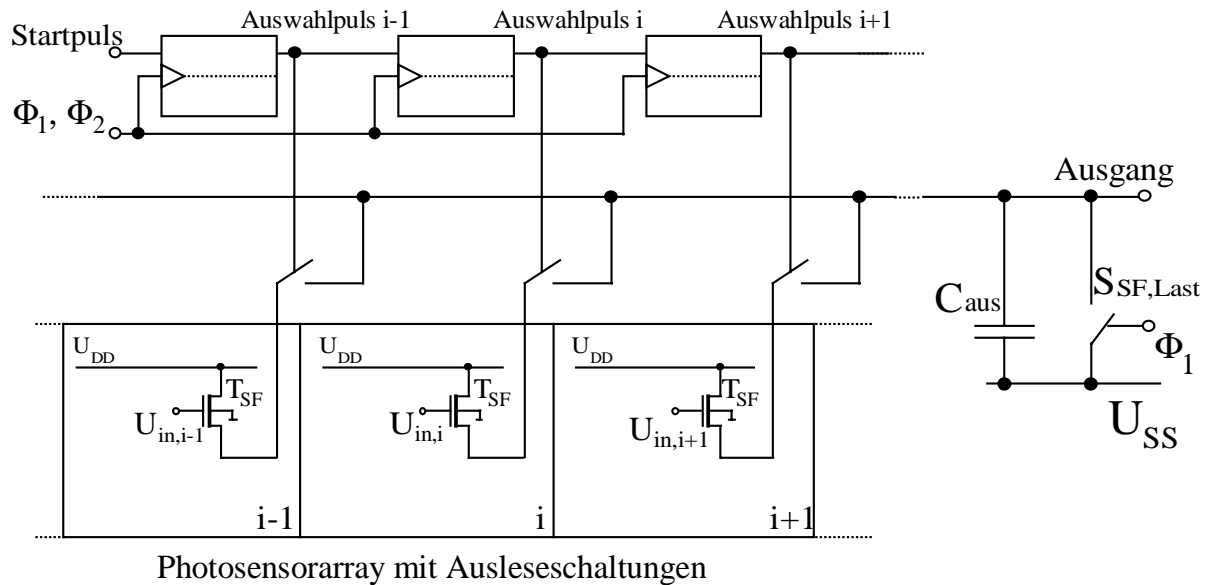 Auswahlpuls i-1
Auswahlpuls i
Auswahlpuls i+1
Startpuls
Φ1, Φ2
Ausgang
Caus
SSF,Last
Φ1
USS
UDD
UDD
UDD
TSF
TSF
TSF
Uin,i-1
Uin,i
Uin,i+1
i-1
i
i+1
Photosensorarray mit Ausleseschaltungen